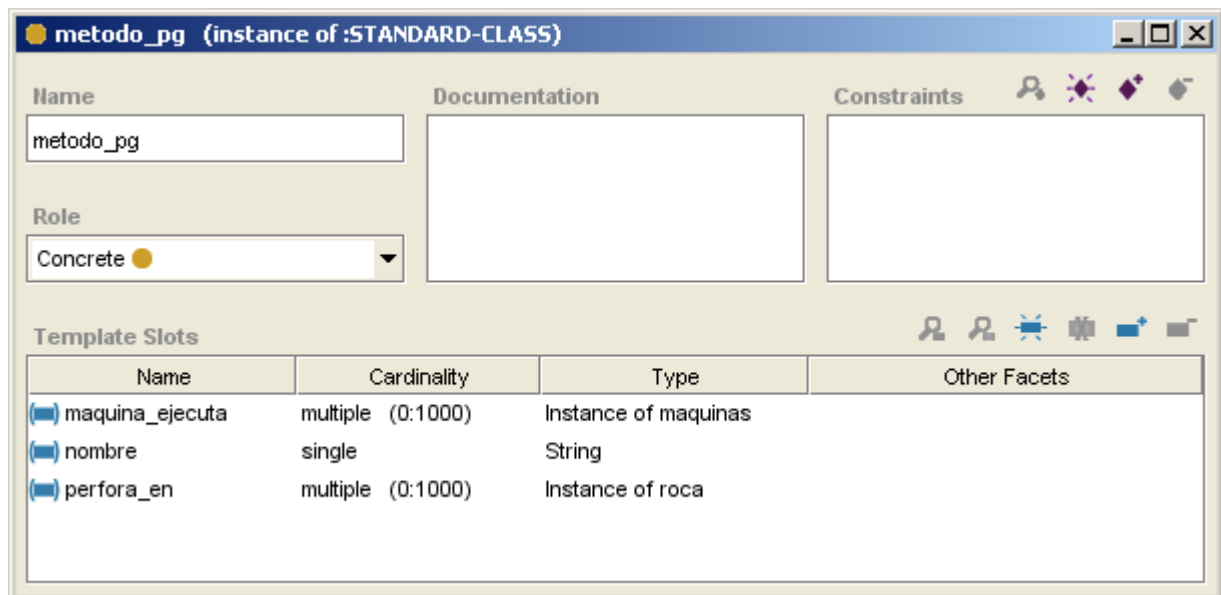 metodo_pg (instance of :STANDARD-CLASS)
Name
Documentation
Constraints
metodo_pg
Role
Concrete
Template Slots
Name Cardinality Type Other Facets
maquina_ejecuta multiple (0:1000) Instance of maquinas
nombre single String
perfora_en multiple (0:1000) Instance of roca